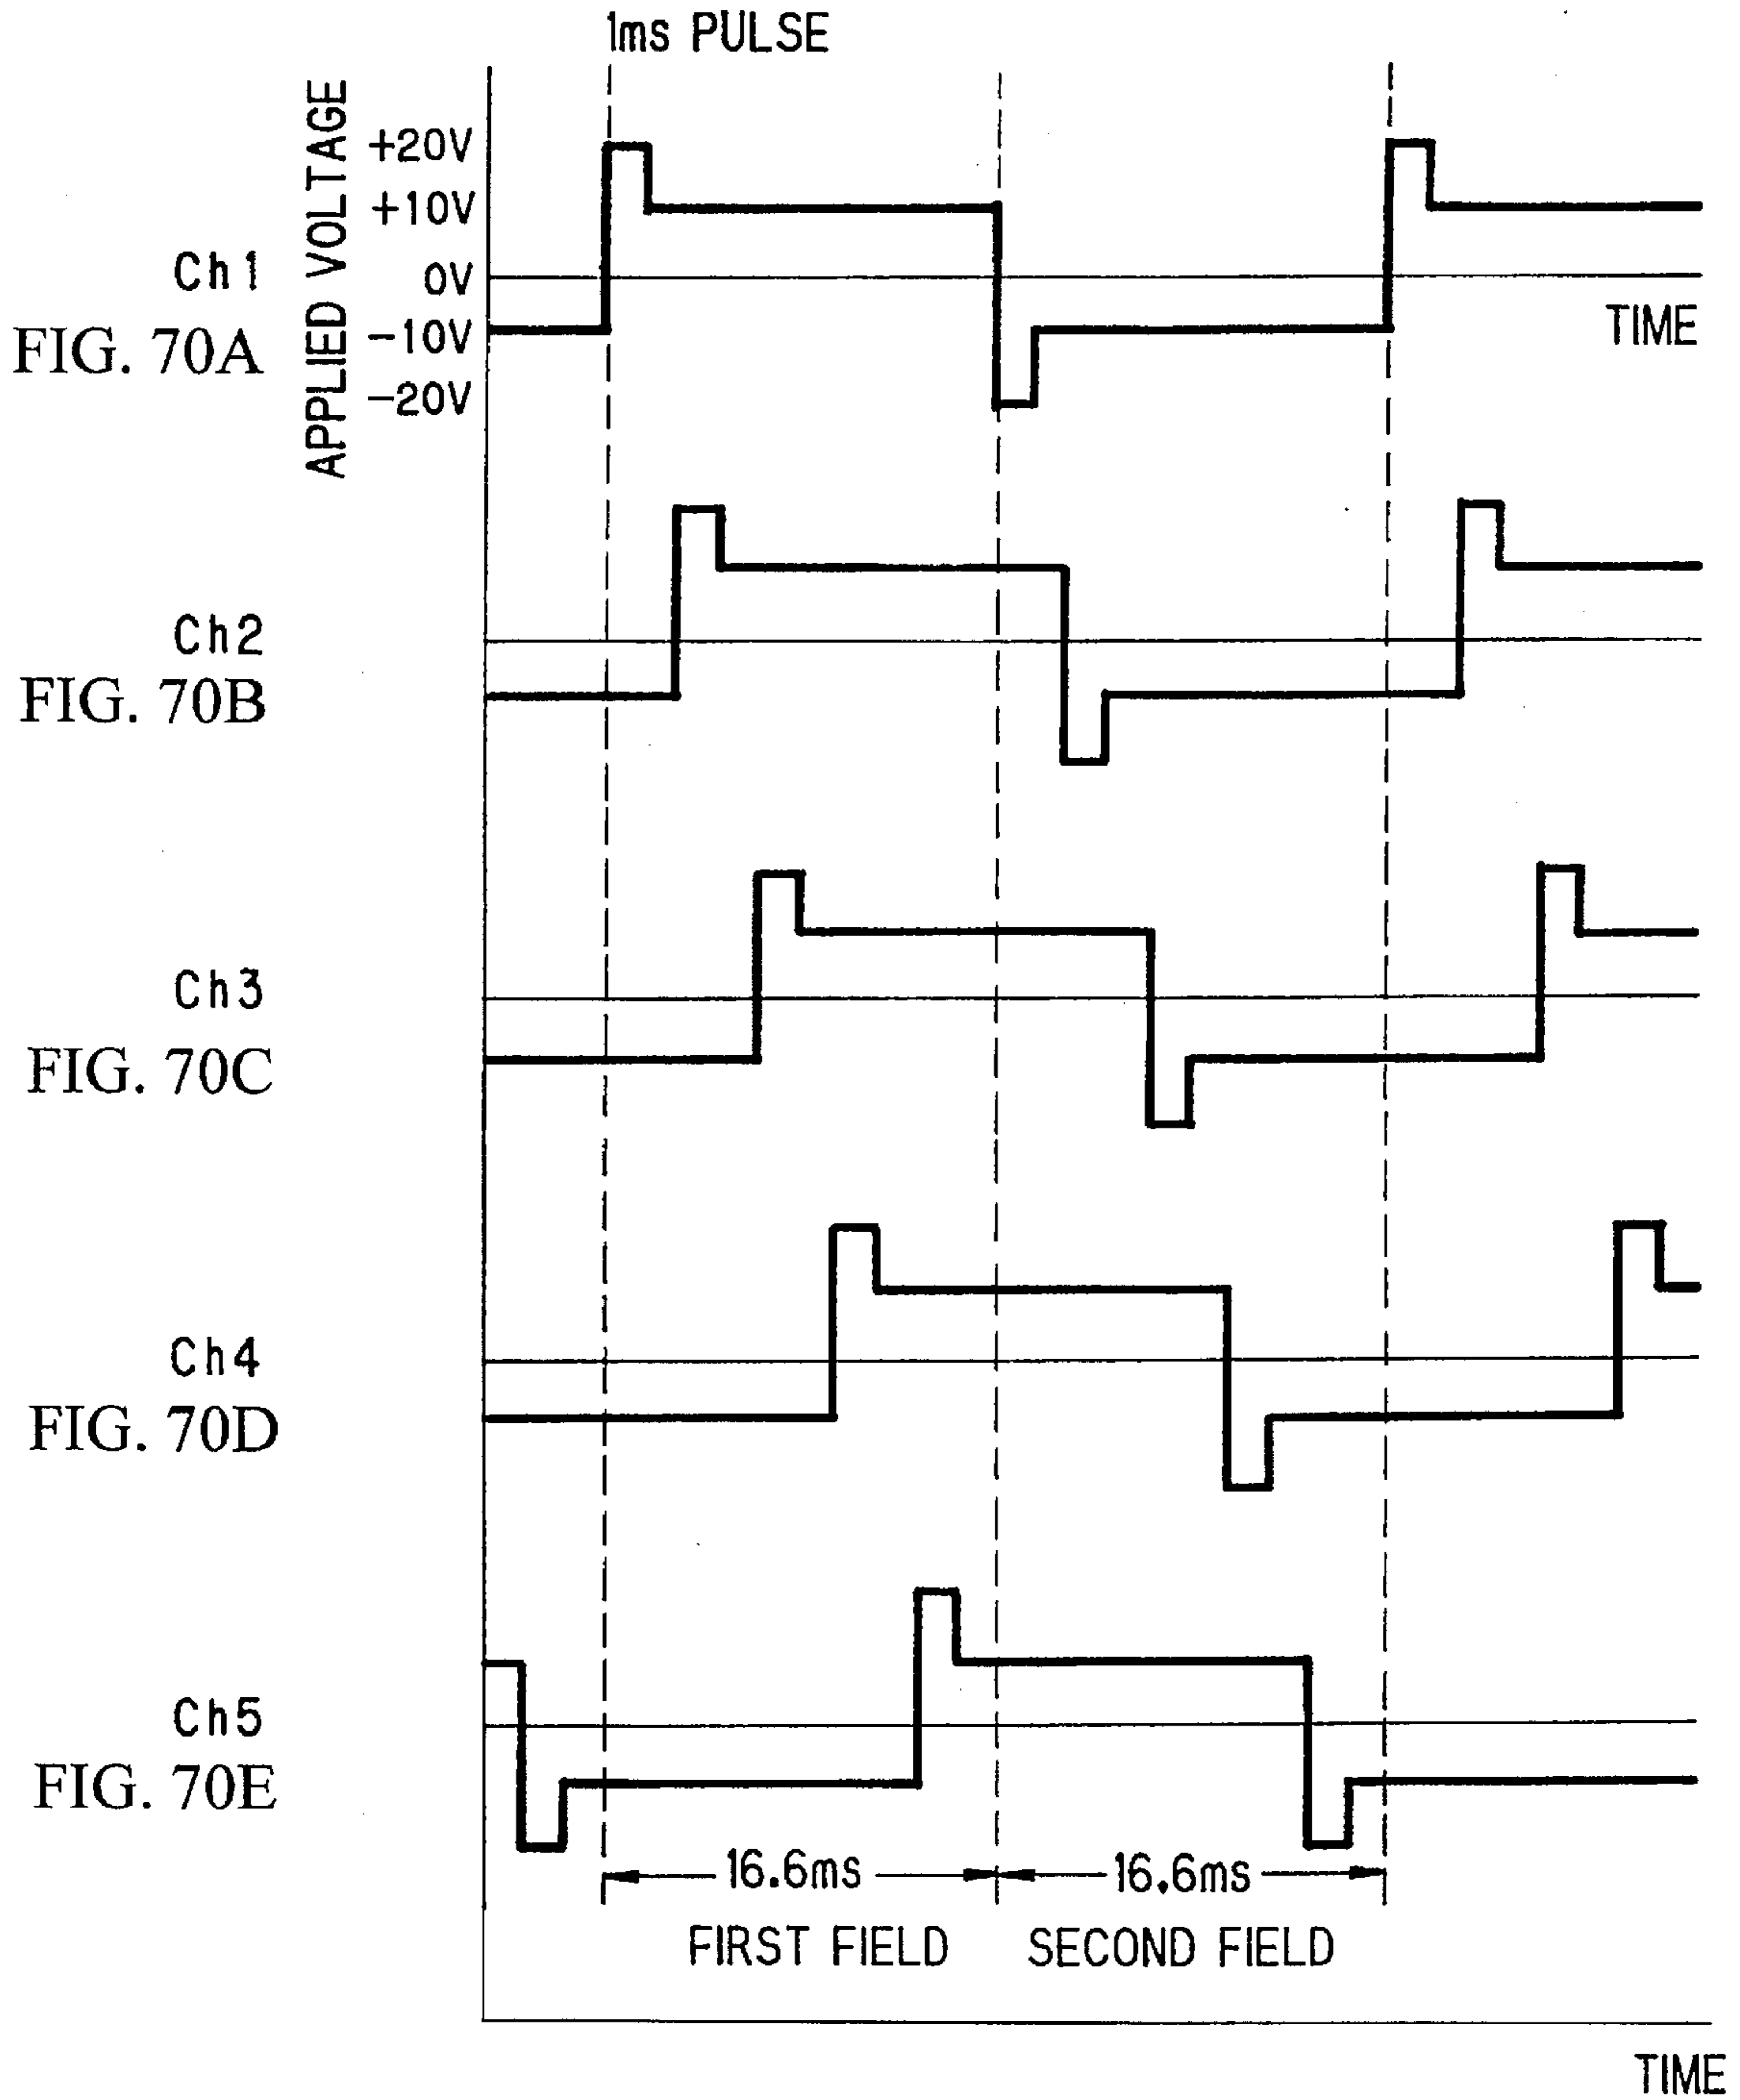 1ms PULSE
APPLIED VOLTAGE
+20V
+10V
0V
-10V
-20V
Ch1
FIG. 70A
TIME
Ch2
FIG. 70B
Ch3
FIG. 70C
Ch4
FIG. 70D
Ch5
FIG. 70E
16.6ms 16.6ms
FIRST FIELD SECOND FIELD
TIME